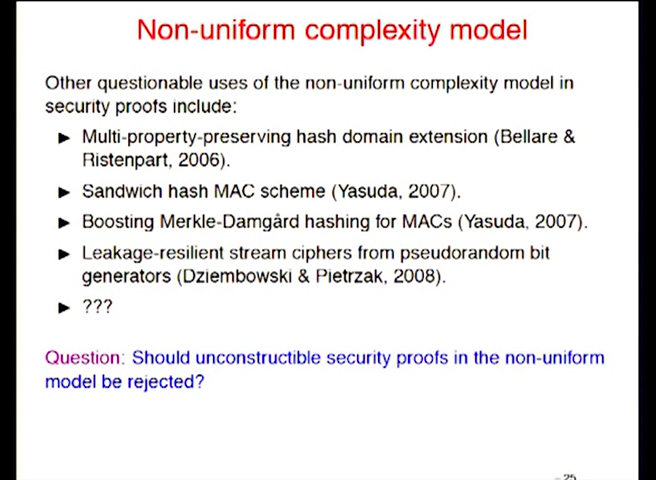 Non-uniform complexity model
Other questionable uses of the non-uniform complexity model in
security proofs include:
► Multi-property-preserving hash domain extension (Bellare &
Ristenpart, 2006).
► Sandwich hash MAC scheme (Yasuda, 2007).
► Boosting Merkle-Damgård hashing for MACs (Yasuda, 2007).
► Leakage-resilient stream ciphers from pseudorandom bit
generators (Dziembowski & Pietrzak, 2008).
► ???
Question: Should unconstructible security proofs in the non-uniform
model be rejected?